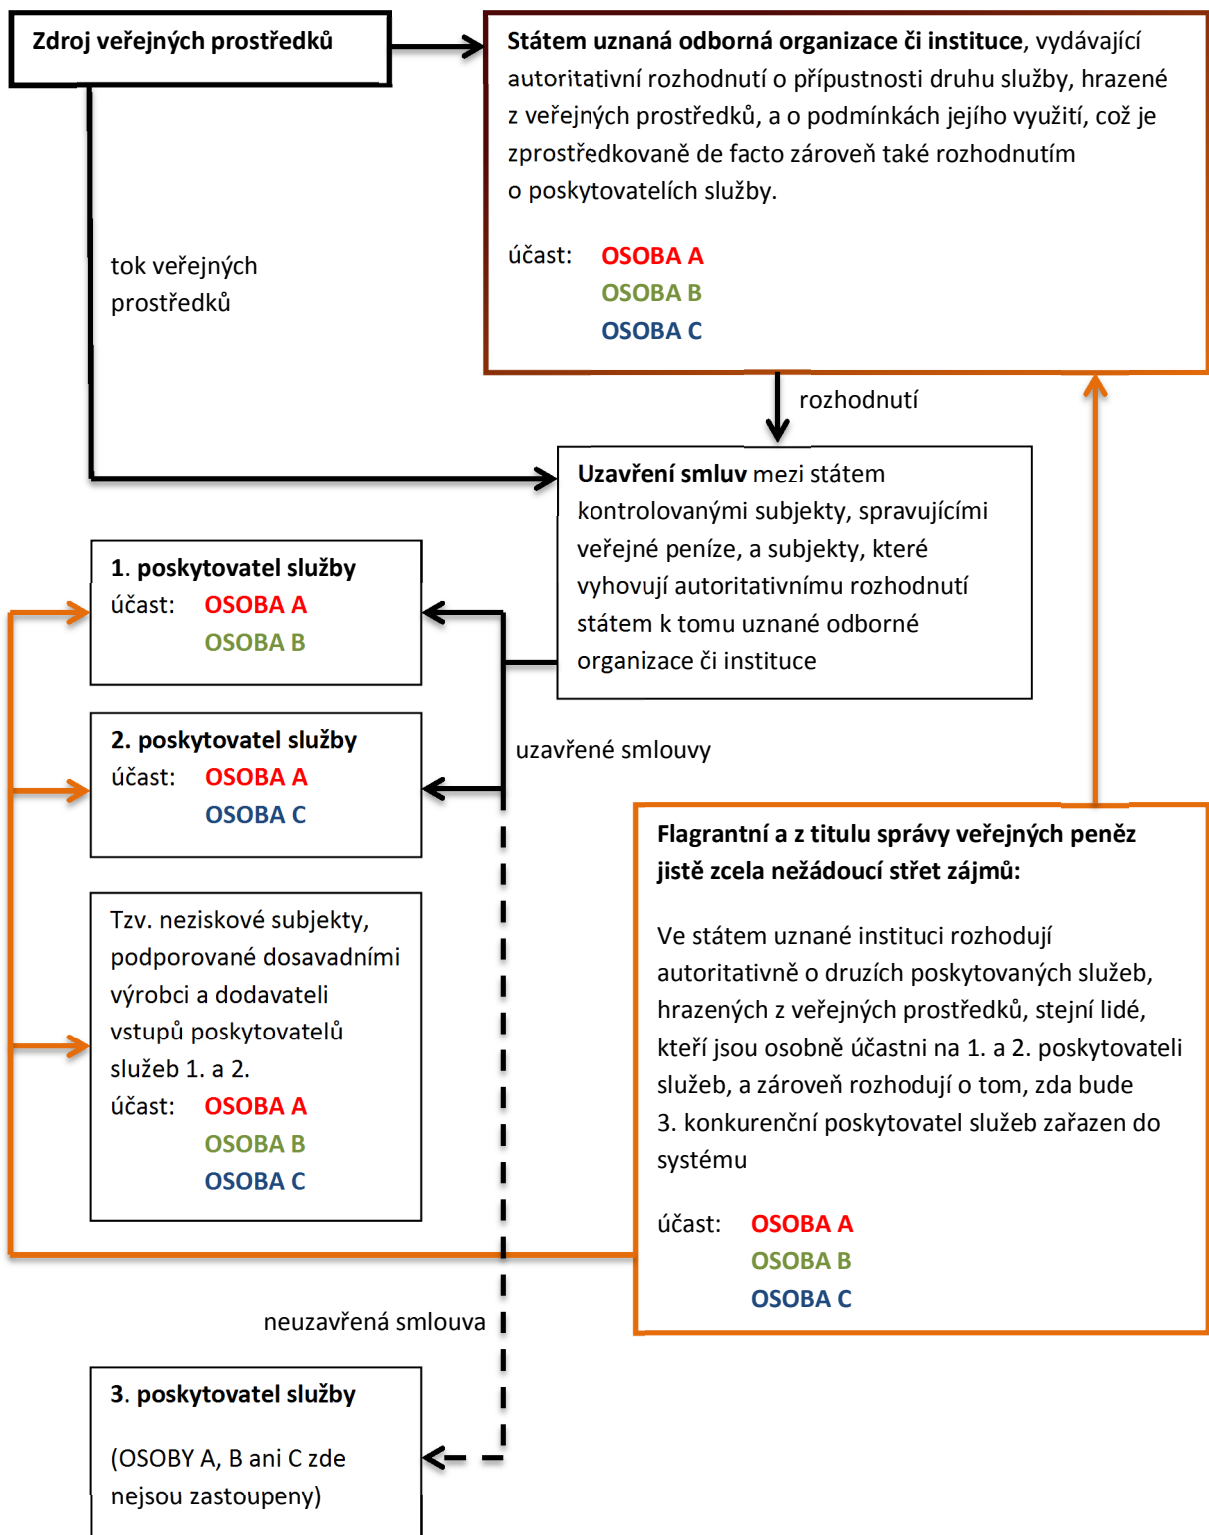 Zdroj veřejných prostředků
Státem uznaná odborná organizace či instituce, vydávající
autoritativní rozhodnutí o přípustnosti druhu služby, hrazené
z veřejných prostředků, a o podmínkách jejího využití, což je
zprostředkovaně de facto zároveň také rozhodnutím
o poskytovatelích služby.
účast: OSOBA A
OSOBA B
OSOBA C
tok veřejných
prostředků
rozhodnutí
Uzavření smluv mezi státem
kontrolovanými subjekty, spravujícími
veřejné peníze, a subjekty, které
vyhovují autoritativnímu rozhodnutí
státem k tomu uznané odborné
organizace či instituce
1. poskytovatel služby
účast: OSOBA A
OSOBA B
2. poskytovatel služby
účast: OSOBA A
OSOBA C
uzavřené smlouvy
Tzv. neziskové subjekty,
podporované dosavadními
výrobci a dodavateli
vstupů poskytovatelů
služeb 1. a 2.
účast: OSOBA A
OSOBA B
OSOBA C
Flagrantní a z titulu správy veřejných peněz
jistě zcela nežádoucí střet zájmů:
Ve státem uznané instituci rozhodují
autoritativně o druzích poskytovaných služeb,
hrazených z veřejných prostředků, stejní lidé,
kteří jsou osobně účastni na 1. a 2. poskytovateli
služeb, a zároveň rozhodují o tom, zda bude
3. konkurenční poskytovatel služeb zařazen do
systému
účast: OSOBA A
OSOBA B
OSOBA C
neuzavřená smlouva
3. poskytovatel služby
(OSOBY A, B ani C zde
nejsou zastoupeny)